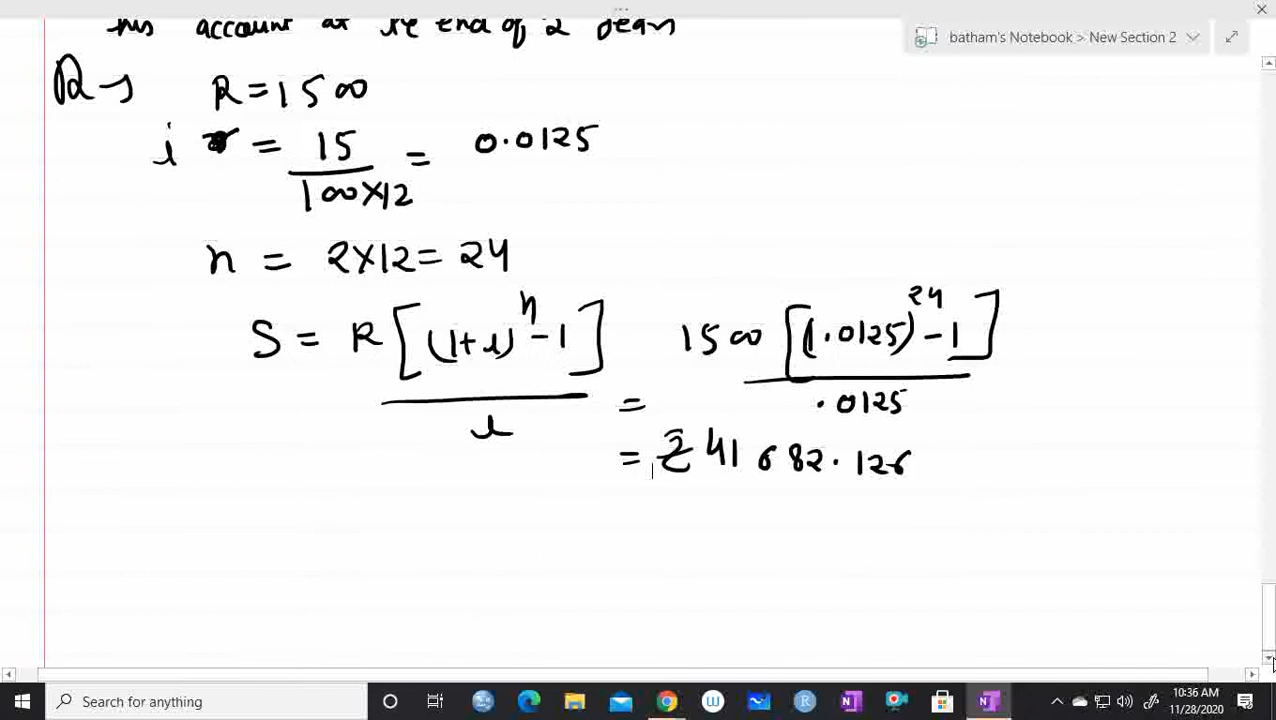 this account at the end of 2 years
batham's Notebook > New Section 2
R = 1500
i = 15/100×12 = 0.0125
n = 2×12 = 24
S = R[(1+i)^n - 1]/i = 1500[(1.0125)^24 - 1]/.0125
= ₹ 41682.126
Search for anything
10:36 AM
11/28/2020